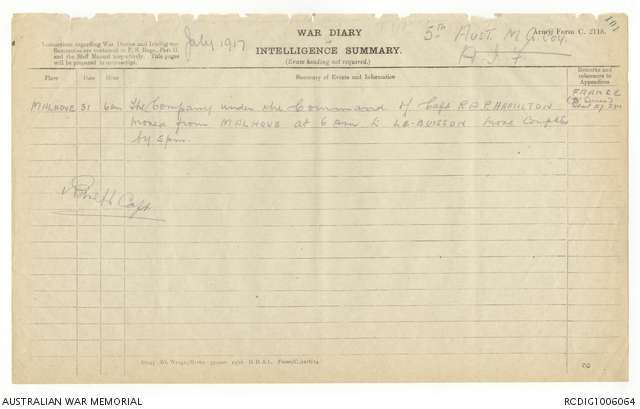 WAR DIARY
or
INTELLIGENCE SUMMARY.
(Erase heading not required.)
Instructions regarding War Diaries and Intelligence
Summaries are contained in F. S. Regs., Part II.
and the Staff Manual respectively. Title pages
will be prepared in manuscript.
July 1917
5th Aust. M.G. Coy.
A.I.F
Army Form C. 2118.
Place Date Hour Summary of Events and Information
Remarks and
references to
Appendices
MALHOVE 31 6am The Company under the Command of Capt
moved from MALHOVE at 6 am to LE-BUISSON move complete
by 5pm.
FRANCE
Capt
AUSTRALIAN WAR MEMORIAL
RCDIG1006064